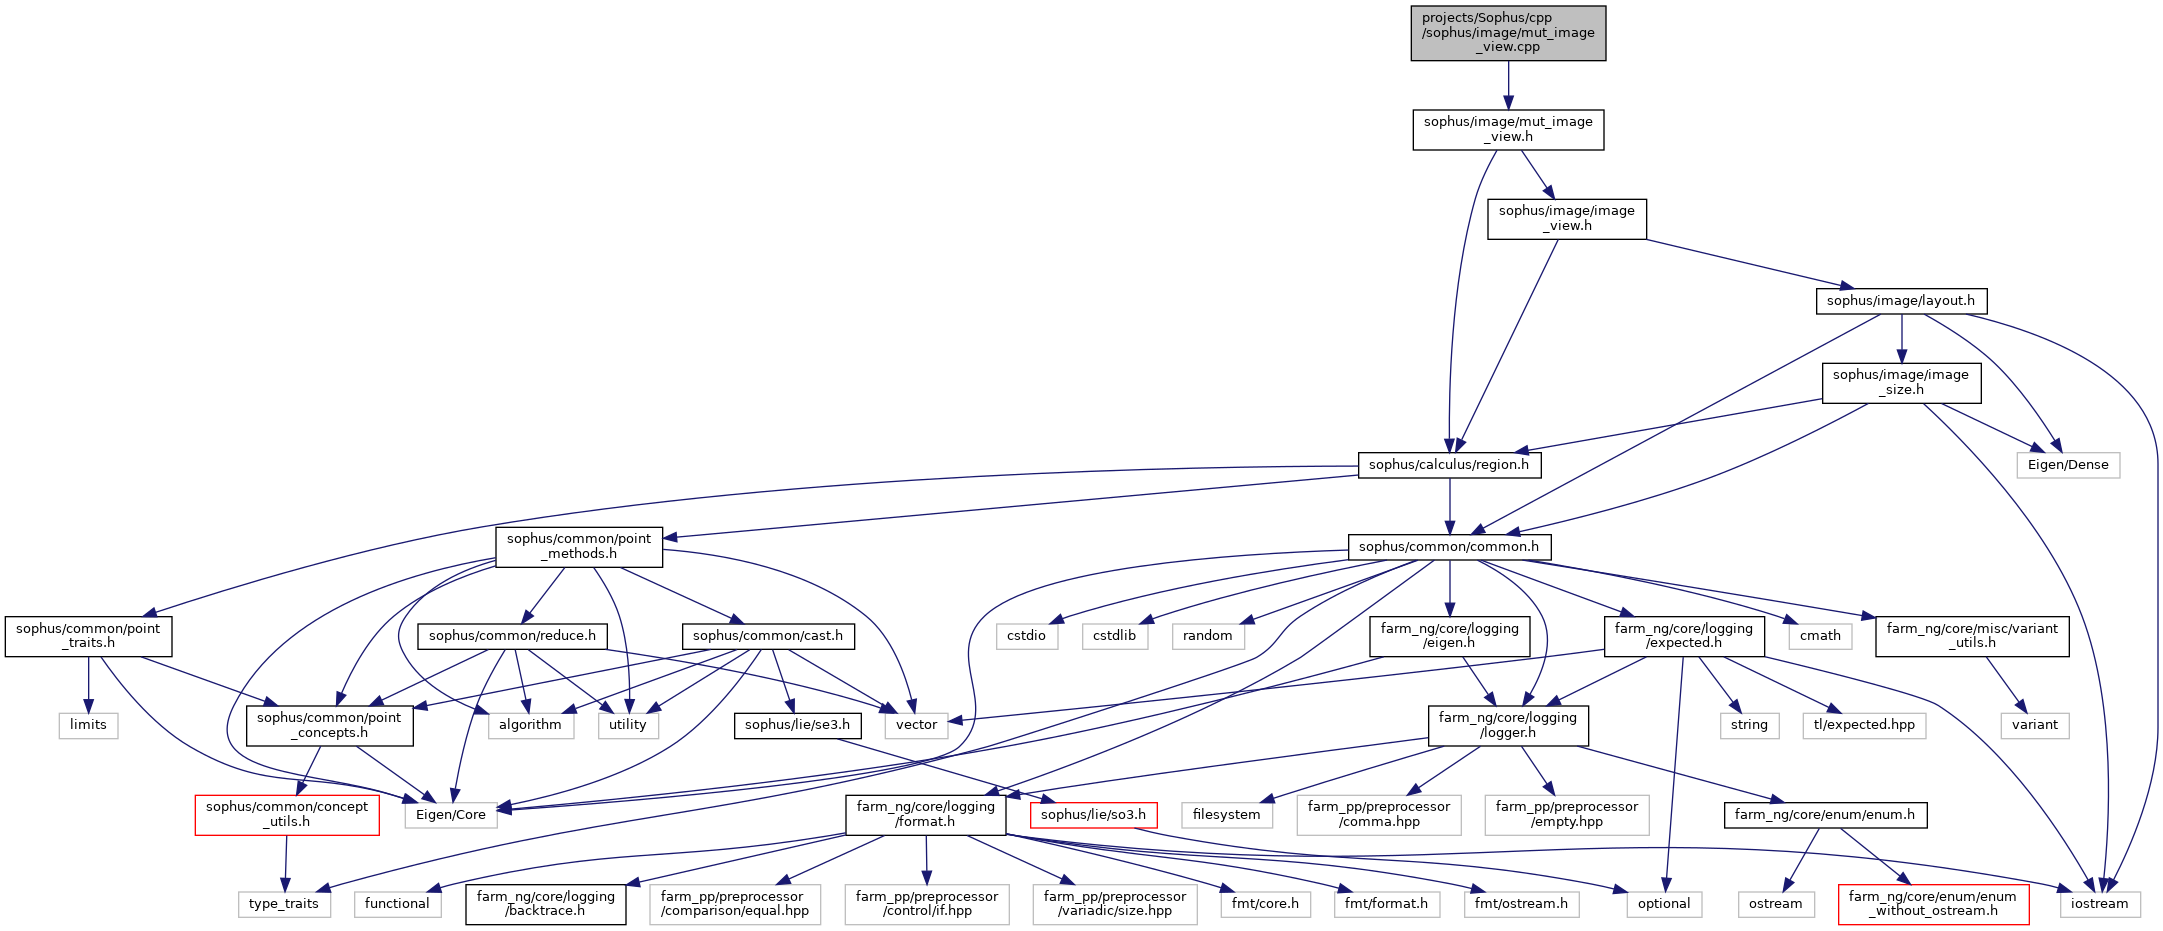 projects/Sophus/cpp
/sophus/image/mut_image
_view.cpp
sophus/image/mut_image
_view.h
sophus/image/image
_view.h
sophus/image/layout.h
sophus/image/image
_size.h
sophus/calculus/region.h
Eigen/Dense
sophus/common/point
_methods.h
sophus/common/common.h
sophus/common/point
_traits.h
sophus/common/reduce.h
sophus/common/cast.h
cstdio
cstdlib
random
farm_ng/core/logging
/eigen.h
farm_ng/core/logging
/expected.h
cmath
farm_ng/core/misc/variant
_utils.h
limits
sophus/common/point
_concepts.h
algorithm
utility
sophus/lie/se3.h
vector
farm_ng/core/logging
/logger.h
string
tl/expected.hpp
variant
sophus/common/concept
_utils.h
Eigen/Core
farm_ng/core/logging
/format.h
sophus/lie/so3.h
filesystem
farm_pp/preprocessor
/comma.hpp
farm_pp/preprocessor
/empty.hpp
farm_ng/core/enum/enum.h
type_traits
functional
farm_ng/core/logging
/backtrace.h
farm_pp/preprocessor
/comparison/equal.hpp
farm_pp/preprocessor
/control/if.hpp
farm_pp/preprocessor
/variadic/size.hpp
fmt/core.h
fmt/format.h
fmt/ostream.h
optional
ostream
farm_ng/core/enum/enum
_without_ostream.h
iostream